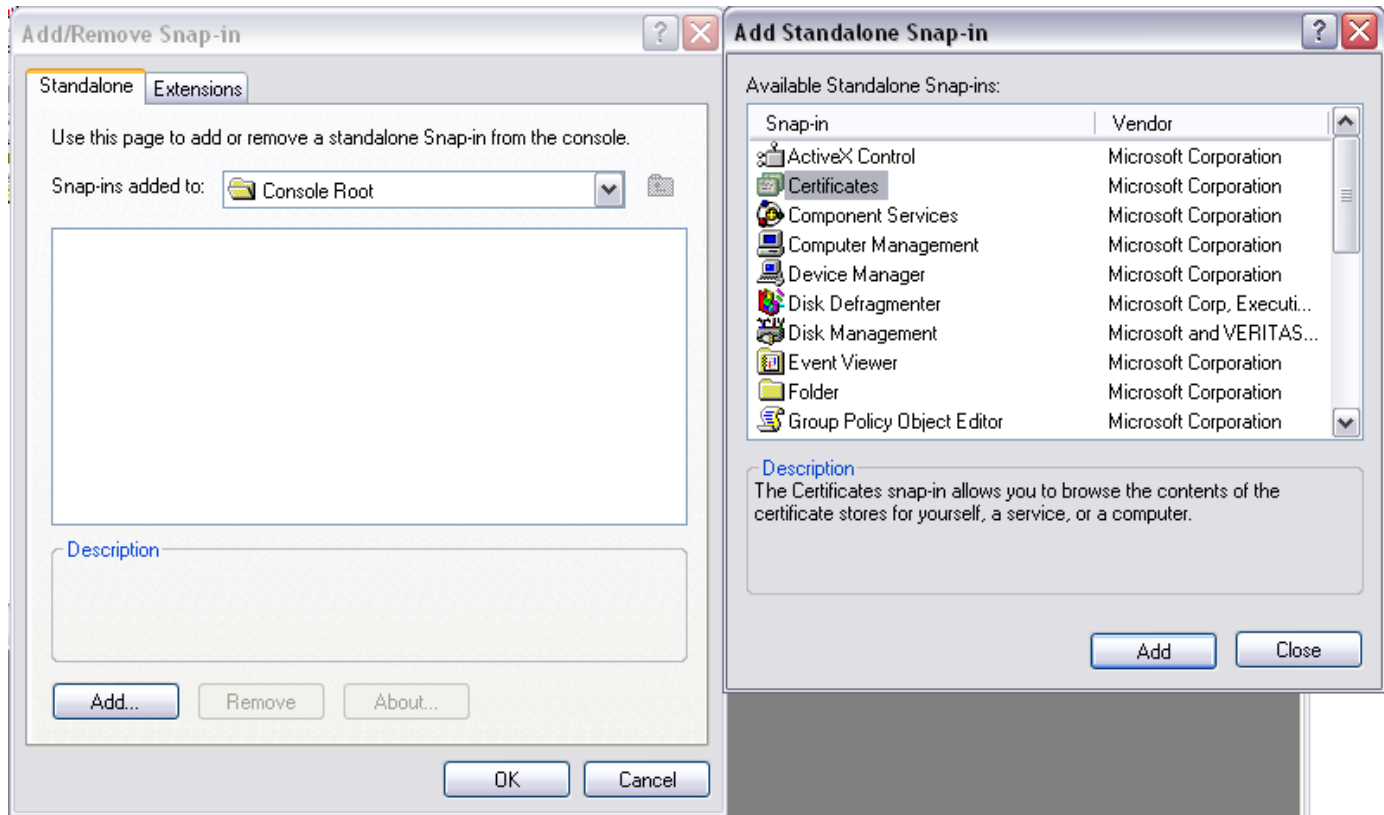 Add/Remove Snap-in
Standalone
Extensions
Use this page to add or remove a standalone Snap-in from the console.
Snap-ins added to:
Console Root
Description
Add...
Remove
About...
OK
Cancel
Add Standalone Snap-in
Available Standalone Snap-ins:
Snap-in Vendor
ActiveX Control Microsoft Corporation
Certificates Microsoft Corporation
Component Services Microsoft Corporation
Computer Management Microsoft Corporation
Device Manager Microsoft Corporation
Disk Defragmenter Microsoft Corp, Executi...
Disk Management Microsoft and VERITAS...
Event Viewer Microsoft Corporation
Folder Microsoft Corporation
Group Policy Object Editor Microsoft Corporation
Description
The Certificates snap-in allows you to browse the contents of the
certificate stores for yourself, a service, or a computer.
Add
Close